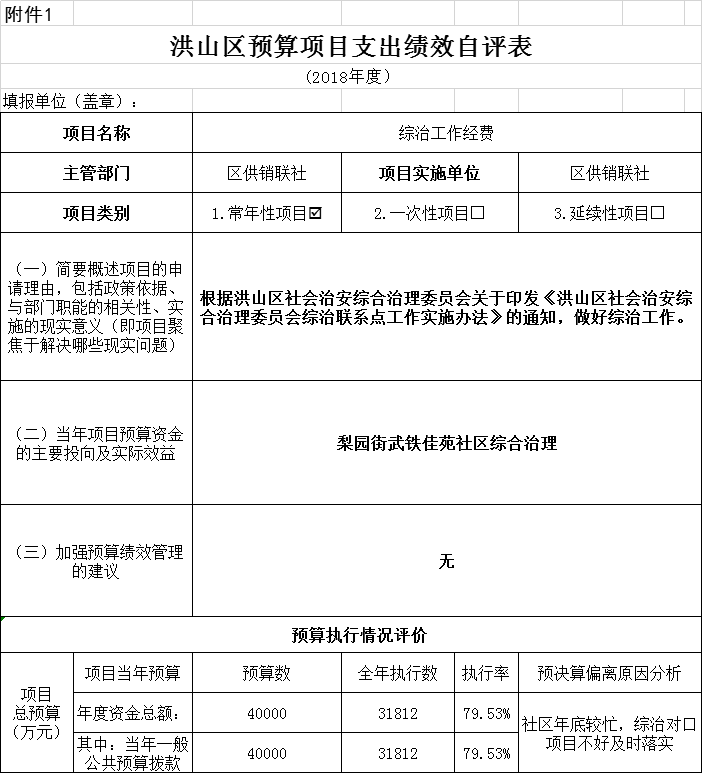 附件1
洪山区预算项目支出绩效自评表
（2018年度）
填报单位（盖章）：
项目名称 综治工作经费
主管部门 区供销联社 项目实施单位 区供销联社
项目类别 1.常年性项目☑ 2.一次性项目□ 3.延续性项目□
（一）简要概述项目的申
请理由，包括政策依据、
与部门职能的相关性、实
施的现实意义（即项目聚
焦于解决哪些现实问题）
根据洪山区社会治安综合治理委员会关于印发《洪山区社会治安综
合治理委员会综治联系点工作实施办法》的通知，做好综治工作。
（二）当年项目预算资金
的主要投向及实际效益
梨园街武铁佳苑社区综合治理
（三）加强预算绩效管理
的建议
无
预算执行情况评价
项目
总预算
（万元）
项目当年预算 预算数 全年执行数 执行率 预决算偏离原因分析
年度资金总额： 40000 31812 79.53%
社区年底较忙，综治对口
项目不好及时落实
其中：当年一般
公共预算拨款
40000 31812 79.53%